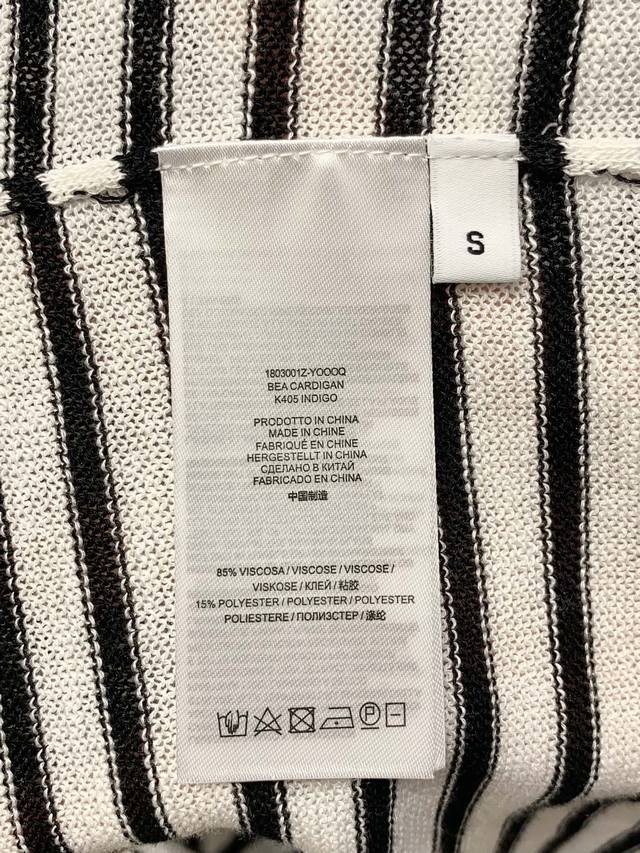 S
1803001Z-YOOOQ
BEA CARDIGAN
K405 INDIGO
PRODOTTO IN CHINA
MADE IN CHINE
FABRIQUÉ EN CHINE
HERGESTELLT IN CHINA
СДЕЛАНО В КИТАЙ
FABRICADO EN CHINA
中国制造
85% VISCOSA / VISCOSE / VISCOSE /
VISKOSE / КЛЕЙ / 粘胶
15% POLYESTER / POLYESTER / POLYESTER
POLIESTERE / ПОЛИЭСТЕР / 涤纶
P